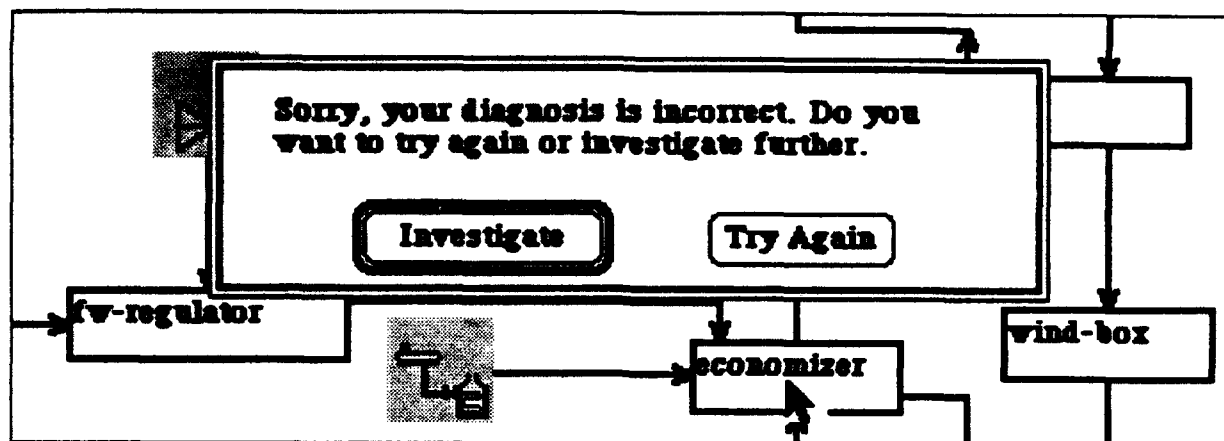 Sorry, your diagnosis is incorrect. Do you
want to try again or investigate further.
Investigate
Try Again
fw-regulator
wind-box
economizer